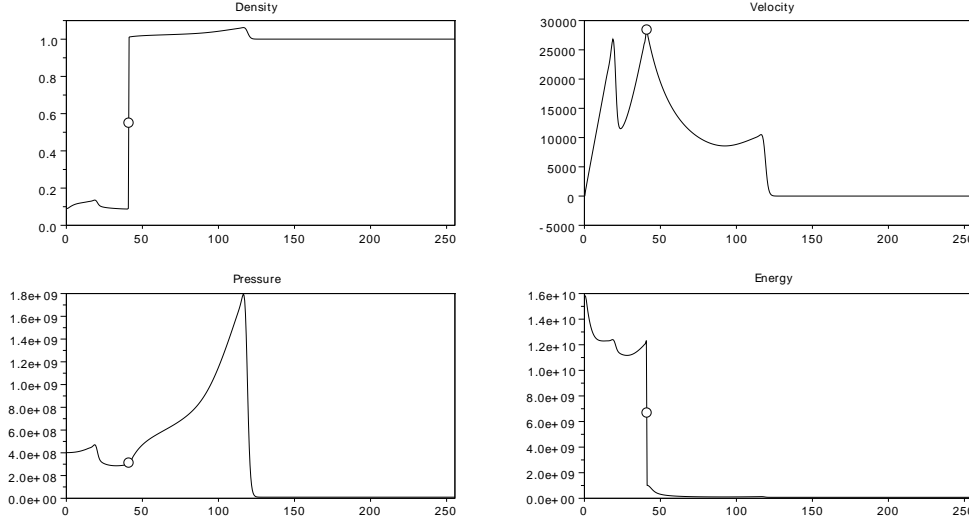 Density
1.0
0.8
0.6
0.4
0.2
0.0
0 50 100 150 200 250
Velocity
30000
25000
20000
15000
10000
5000
0
-5000
0 50 100 150 200 250
Pressure
1.8e+09
1.6e+09
1.4e+09
1.2e+09
1.0e+09
8.0e+08
6.0e+08
4.0e+08
2.0e+08
0.0e+00
0 50 100 150 200 250
Energy
1.6e+10
1.4e+10
1.2e+10
1.0e+10
8.0e+09
6.0e+09
4.0e+09
2.0e+09
0.0e+00
0 50 100 150 200 250